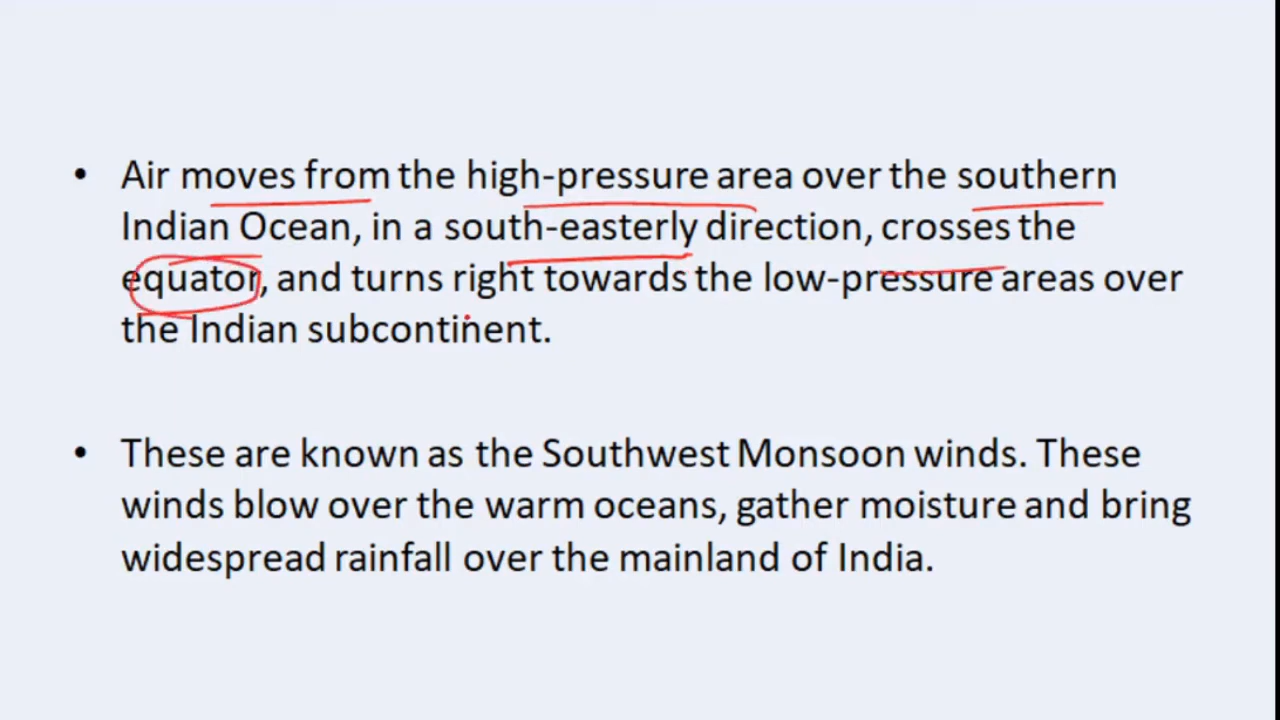 • Air moves from the high-pressure area over the southern
Indian Ocean, in a south-easterly direction, crosses the
equator, and turns right towards the low-pressure areas over
the Indian subcontinent.
• These are known as the Southwest Monsoon winds. These
winds blow over the warm oceans, gather moisture and bring
widespread rainfall over the mainland of India.